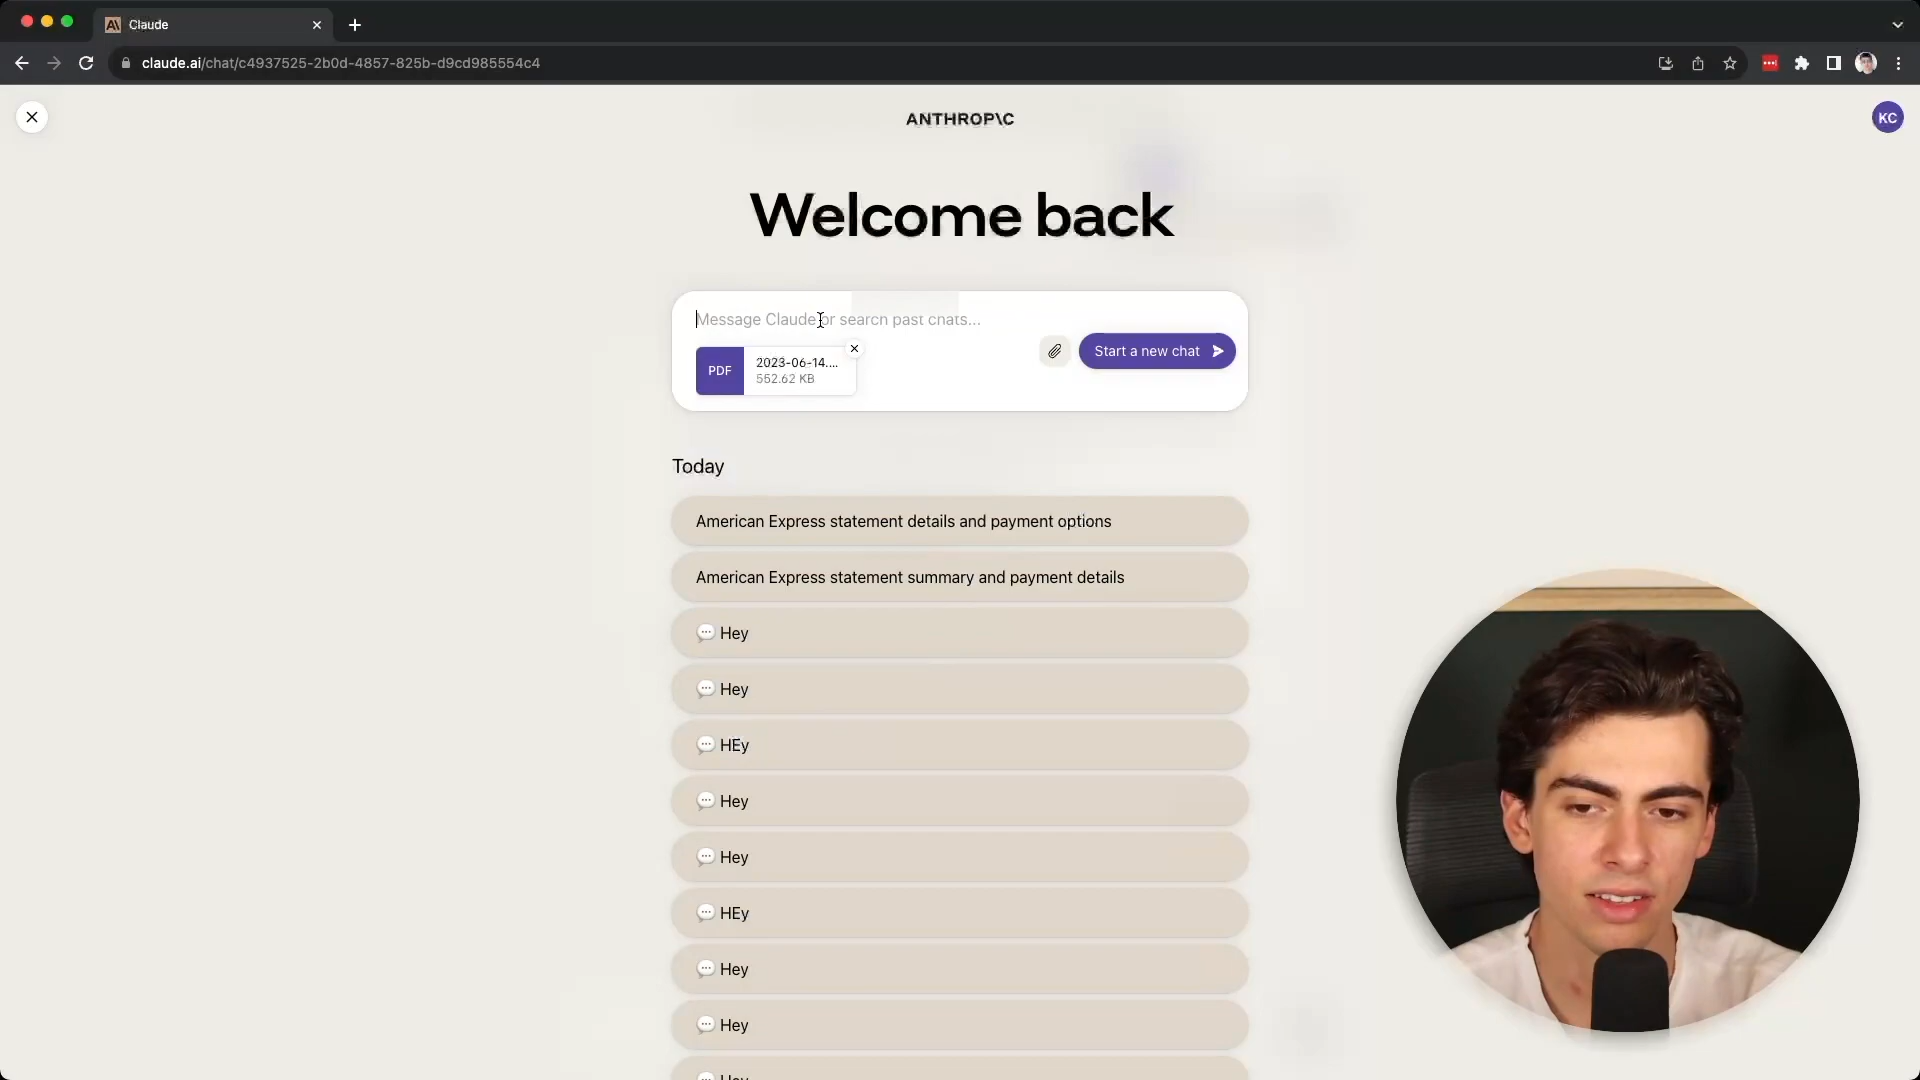 Claude
claude.ai/chat/c4937525-2b0d-4857-825b-d9cd985554c4
ANTHROP\C
KC
Welcome back
Message Claude or search past chats...
Start a new chat
PDF
2023-06-14....
552.62 KB
Today
American Express statement details and payment options
American Express statement summary and payment details
💬 Hey
💬 Hey
💬 HEy
💬 Hey
💬 Hey
💬 HEy
💬 Hey
💬 Hey